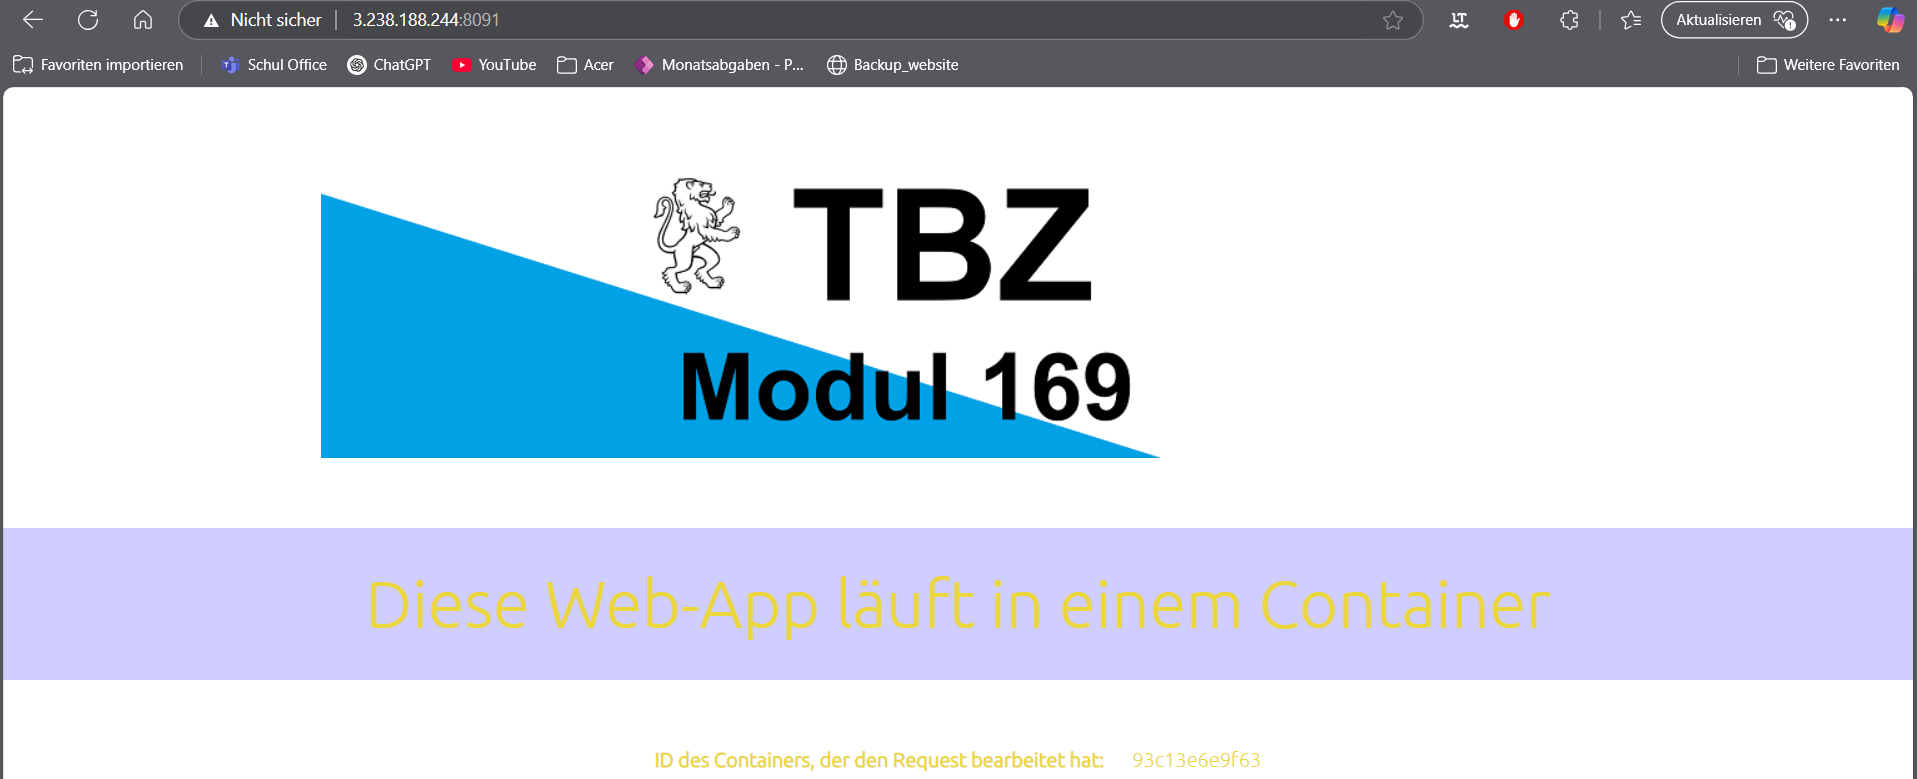 Nicht sicher 3.238.188.244:8091 Aktualisieren
Favoriten importieren Schul Office ChatGPT YouTube Acer Monatsabgaben - P... Backup_website Weitere Favoriten
TBZ
Modul 169
Diese Web-App läuft in einem Container
ID des Containers, der den Request bearbeitet hat: 93c13e6e9f63